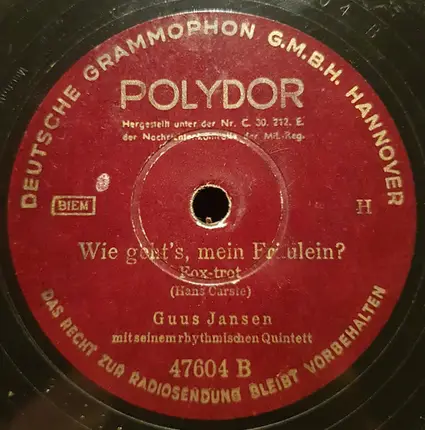 DEUTSCHE GRAMMOPHON G.M.B.H. HANNOVER
POLYDOR
Hergestellt unter der Nr. C. 30. 212. E.
der Nachrichtenkontrolle der Mil.-Reg.
BIEM
H
Wie geht's, mein Fräulein?
Fox-trot
(Hans Carste)
Guus Jansen
mit seinem rhythmischen Quintett
47604 B
DAS RECHT ZUR RADIOSENDUNG BLEIBT VORBEHALTEN